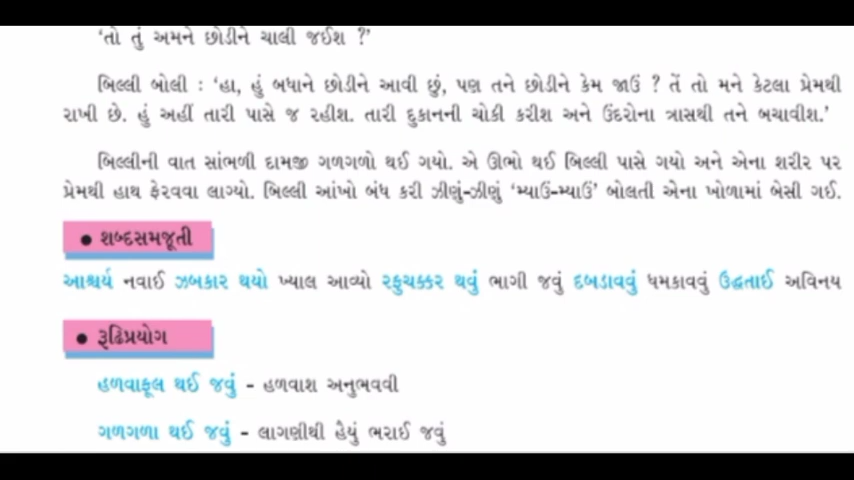 ‘તો તું અમને છોડીને ચાલી જઈશ ?’
બિલ્લી બોલી : ‘હા, હું બધાને છોડીને આવી છું, પણ તને છોડીને કેમ જાઉં ? તેં તો મને કેટલા પ્રેમથી
રાખી છે. હું અહીં તારી પાસે જ રહીશ. તારી દુકાનની ચોકી કરીશ અને ઉંદરોના ત્રાસથી તને બચાવીશ.’
બિલ્લીની વાત સાંભળી દામજી ગળગળો થઈ ગયો. એ ઊભો થઈ બિલ્લી પાસે ગયો અને એના શરીર પર
પ્રેમથી હાથ ફેરવવા લાગ્યો. બિલ્લી આંખો બંધ કરી ઝીણું-ઝીણું ‘મ્યાઉં-મ્યાઉં’ બોલતી એના ખોળામાં બેસી ગઈ.
● શબ્દસમજૂતી
આશ્ચર્ય નવાઈ ઝબકાર થયો ખ્યાલ આવ્યો રફુચક્કર થવું ભાગી જવું દબડાવવું ધમકાવવું ઉદ્ધતાઈ અવિનય
● રૂઢિપ્રયોગ
હળવાફૂલ થઈ જવું - હળવાશ અનુભવવી
ગળગળા થઈ જવું - લાગણીથી હૈયું ભરાઈ જવું